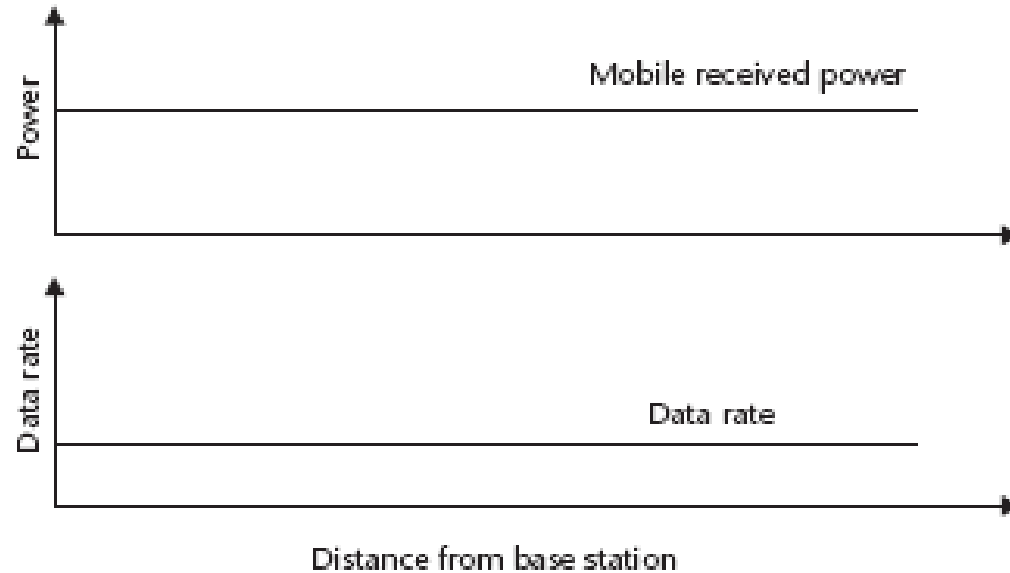 Power
Mobile received power
Data rate
Data rate
Distance from base station